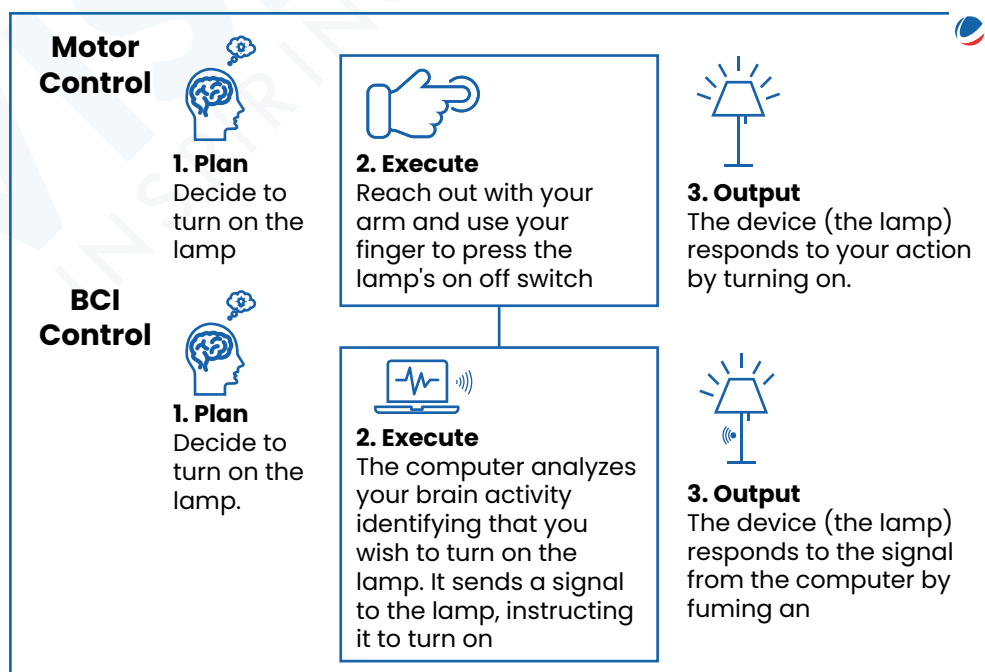 Motor
Control
1. Plan
Decide to
turn on the
lamp
2. Execute
Reach out with your
arm and use your
finger to press the
lamp's on off switch
3. Output
The device (the lamp)
responds to your action
by turning on.
BCI
Control
1. Plan
Decide to
turn on the
lamp.
2. Execute
The computer analyzes
your brain activity
identifying that you
wish to turn on the
lamp. It sends a signal
to the lamp, instructing
it to turn on
3. Output
The device (the lamp)
responds to the signal
from the computer by
fuming an